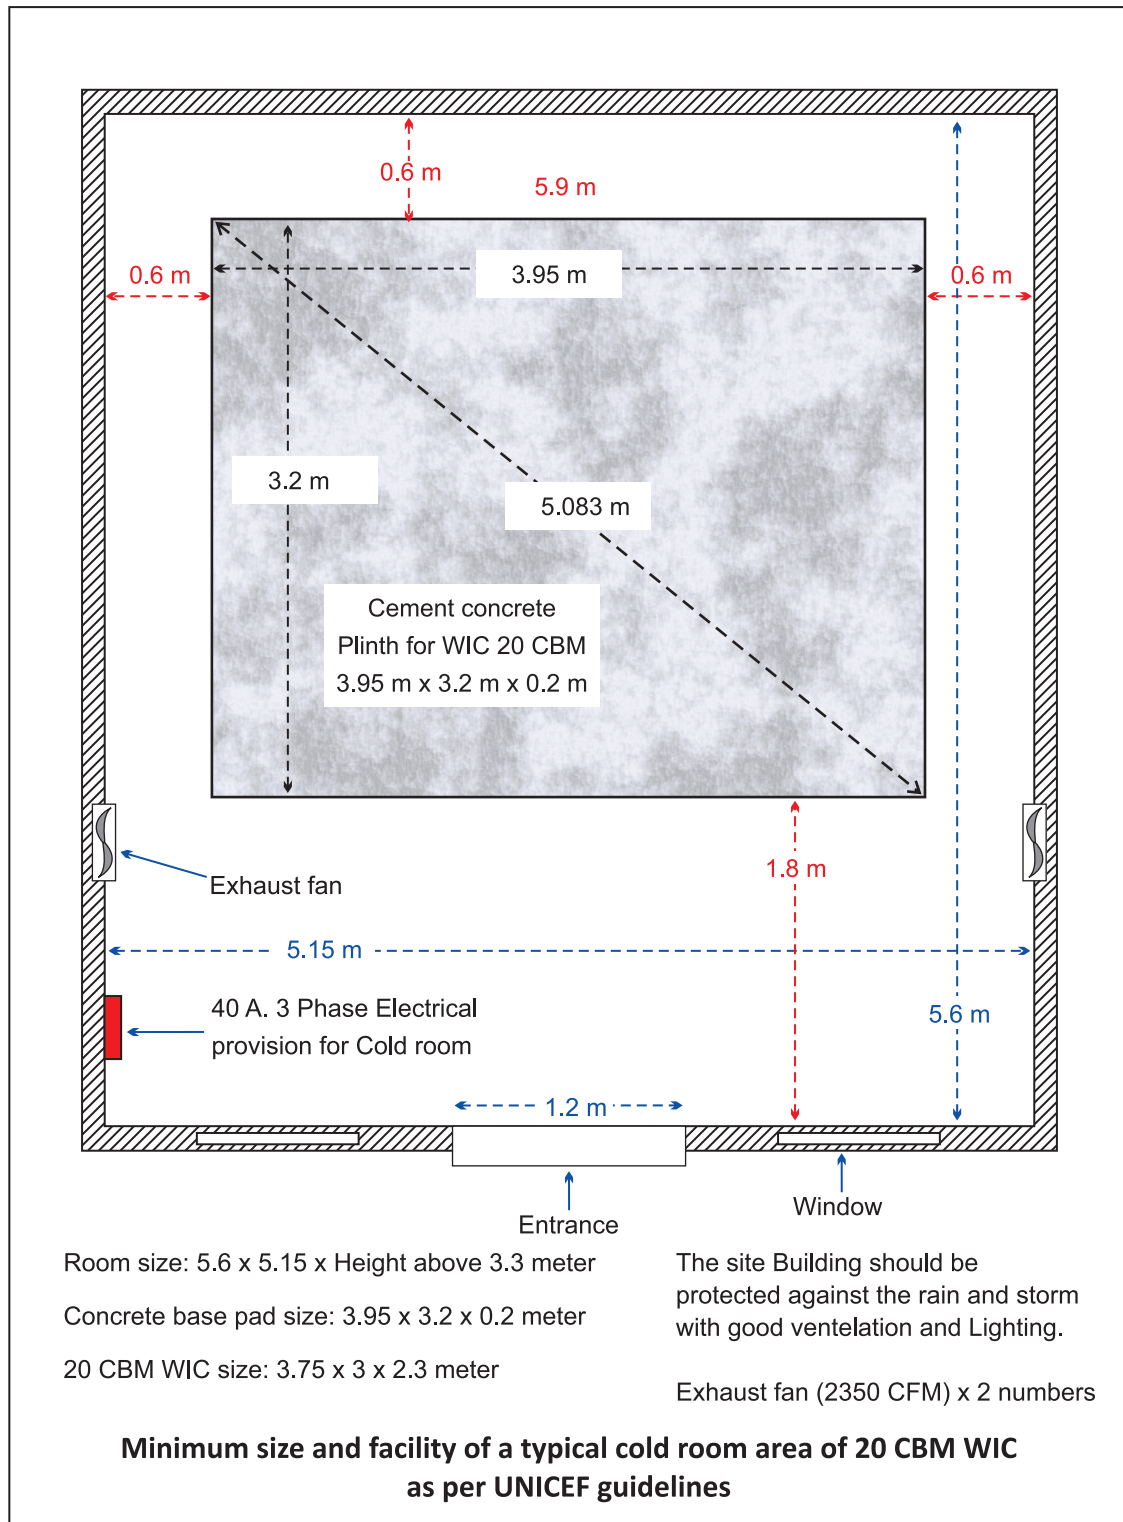 0.6 m
5.9 m
3.95 m
0.6 m
0.6 m
3.2 m
5.083 m
Cement concrete
Plinth for WIC 20 CBM
3.95 m x 3.2 m x 0.2 m
1.8 m
Exhaust fan
5.15 m
40 A. 3 Phase Electrical
provision for Cold room
5.6 m
1.2 m
Entrance
Window
Room size: 5.6 x 5.15 x Height above 3.3 meter
Concrete base pad size: 3.95 x 3.2 x 0.2 meter
20 CBM WIC size: 3.75 x 3 x 2.3 meter
The site Building should be
protected against the rain and storm
with good ventelation and Lighting.
Exhaust fan (2350 CFM) x 2 numbers
Minimum size and facility of a typical cold room area of 20 CBM WIC
as per UNICEF guidelines